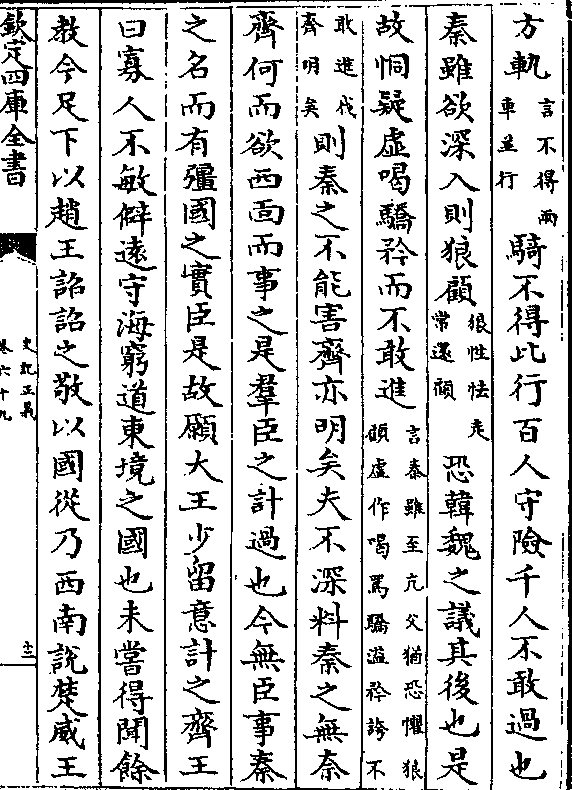 方軌言不得兩車並行騎不得比行百人守險千人不敢過也
秦雖欲深入則狼顧狼性怯走常還顧恐韓魏之議其後也是
故恫疑虛喝驕矜而不敢進言秦雖至亢父猶恐懼狼顧虛作喝罵驕溢矜誇不
敢進伐齊明矣則秦之不能害齊亦明矣夫不深料秦之無奈
齊何而欲西面而事之是羣臣之計過也今無臣事秦
之名而有彊國之實臣是故願大王少留意計之齊王
曰寡人不敏僻遠守海窮道東境之國也未嘗得聞餘
教今足下以趙王詔詔之敬以國從乃西南說楚威王
欽定四庫全書
史記正義
卷六十九
十三